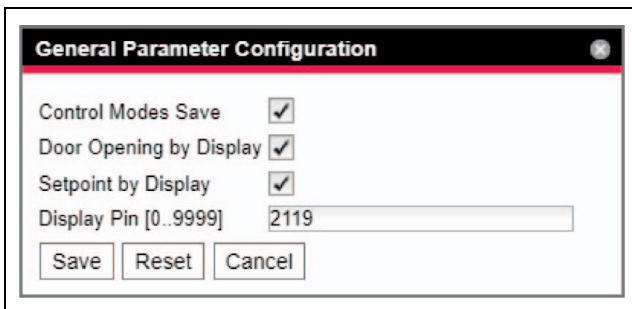 General Parameter Configuration
Control Modes Save
Door Opening by Display
Setpoint by Display
Display Pin [0..9999] 2119
Save Reset Cancel